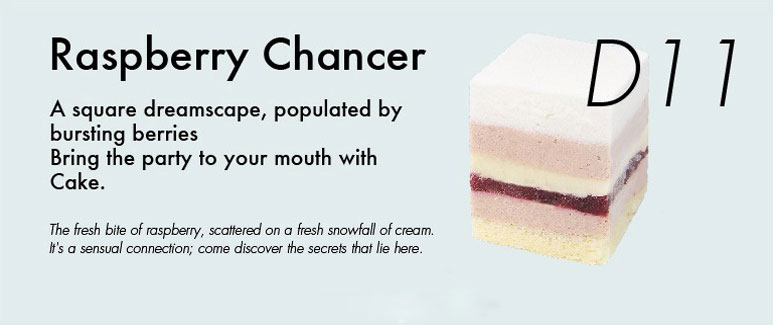 Raspberry Chancer
D11
A square dreamscape, populated by
bursting berries
Bring the party to your mouth with
Cake.
The fresh bite of raspberry, scattered on a fresh snowfall of cream.
It's a sensual connection; come discover the secrets that lie here.